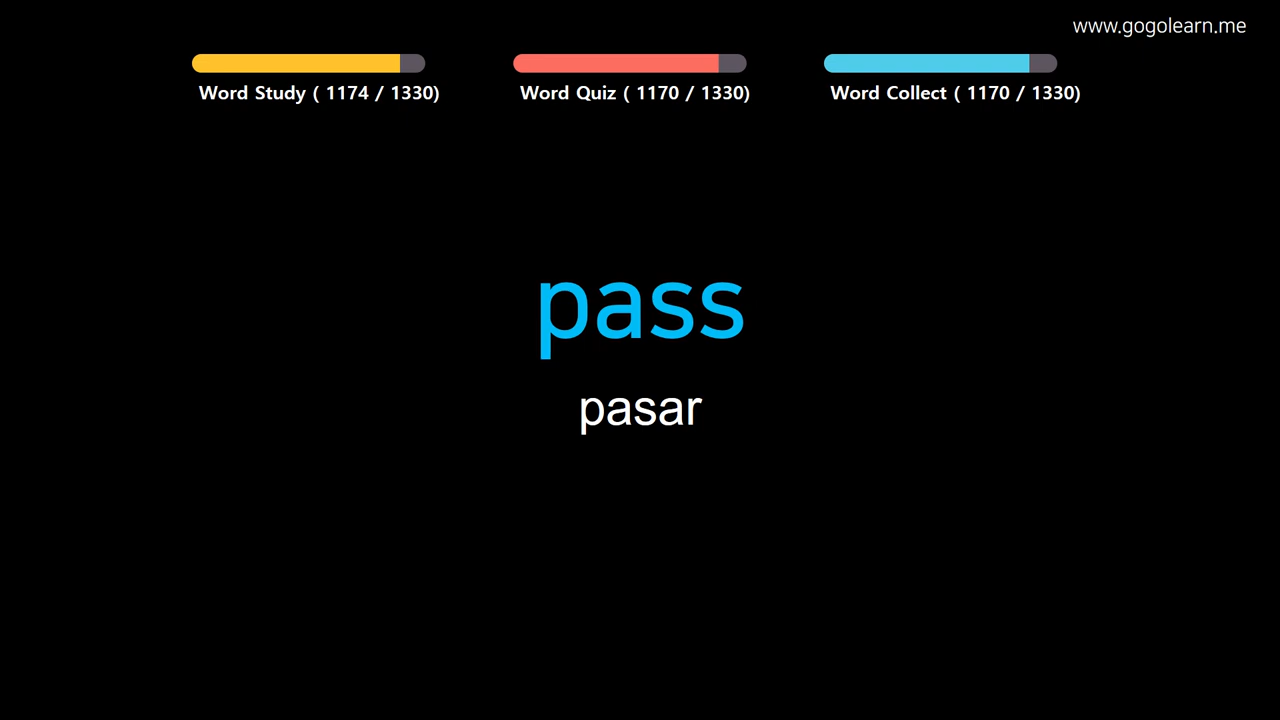 www.gogolearn.me
Word Study ( 1174 / 1330)
Word Quiz ( 1170 / 1330)
Word Collect ( 1170 / 1330)
pass
pasar